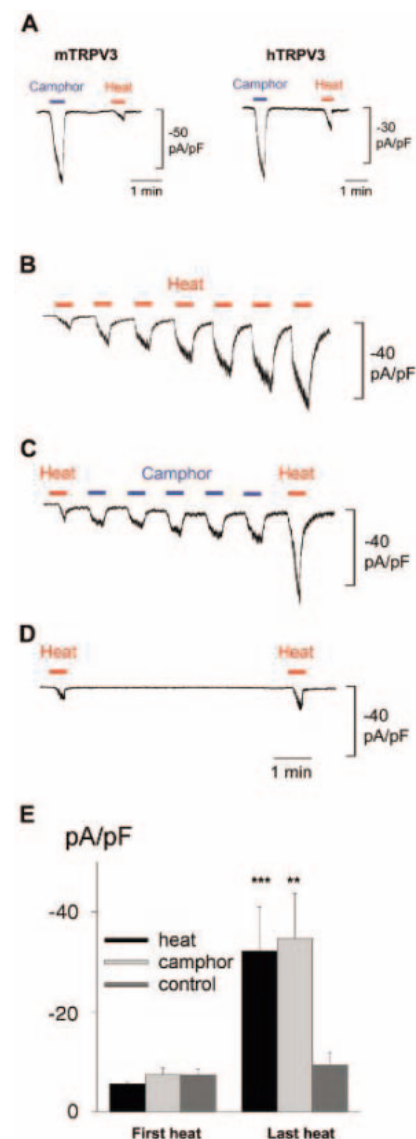 A
mTRPV3 hTRPV3
Camphor Heat Camphor Heat
-50 pA/pF -30 pA/pF
1 min 1 min
B
Heat
-40
pA/pF
C
Heat Camphor Heat
-40
pA/pF
D
Heat Heat
-40
pA/pF
1 min
E
pA/pF
*** **
-40
heat
camphor
control
-20
0
First heat Last heat